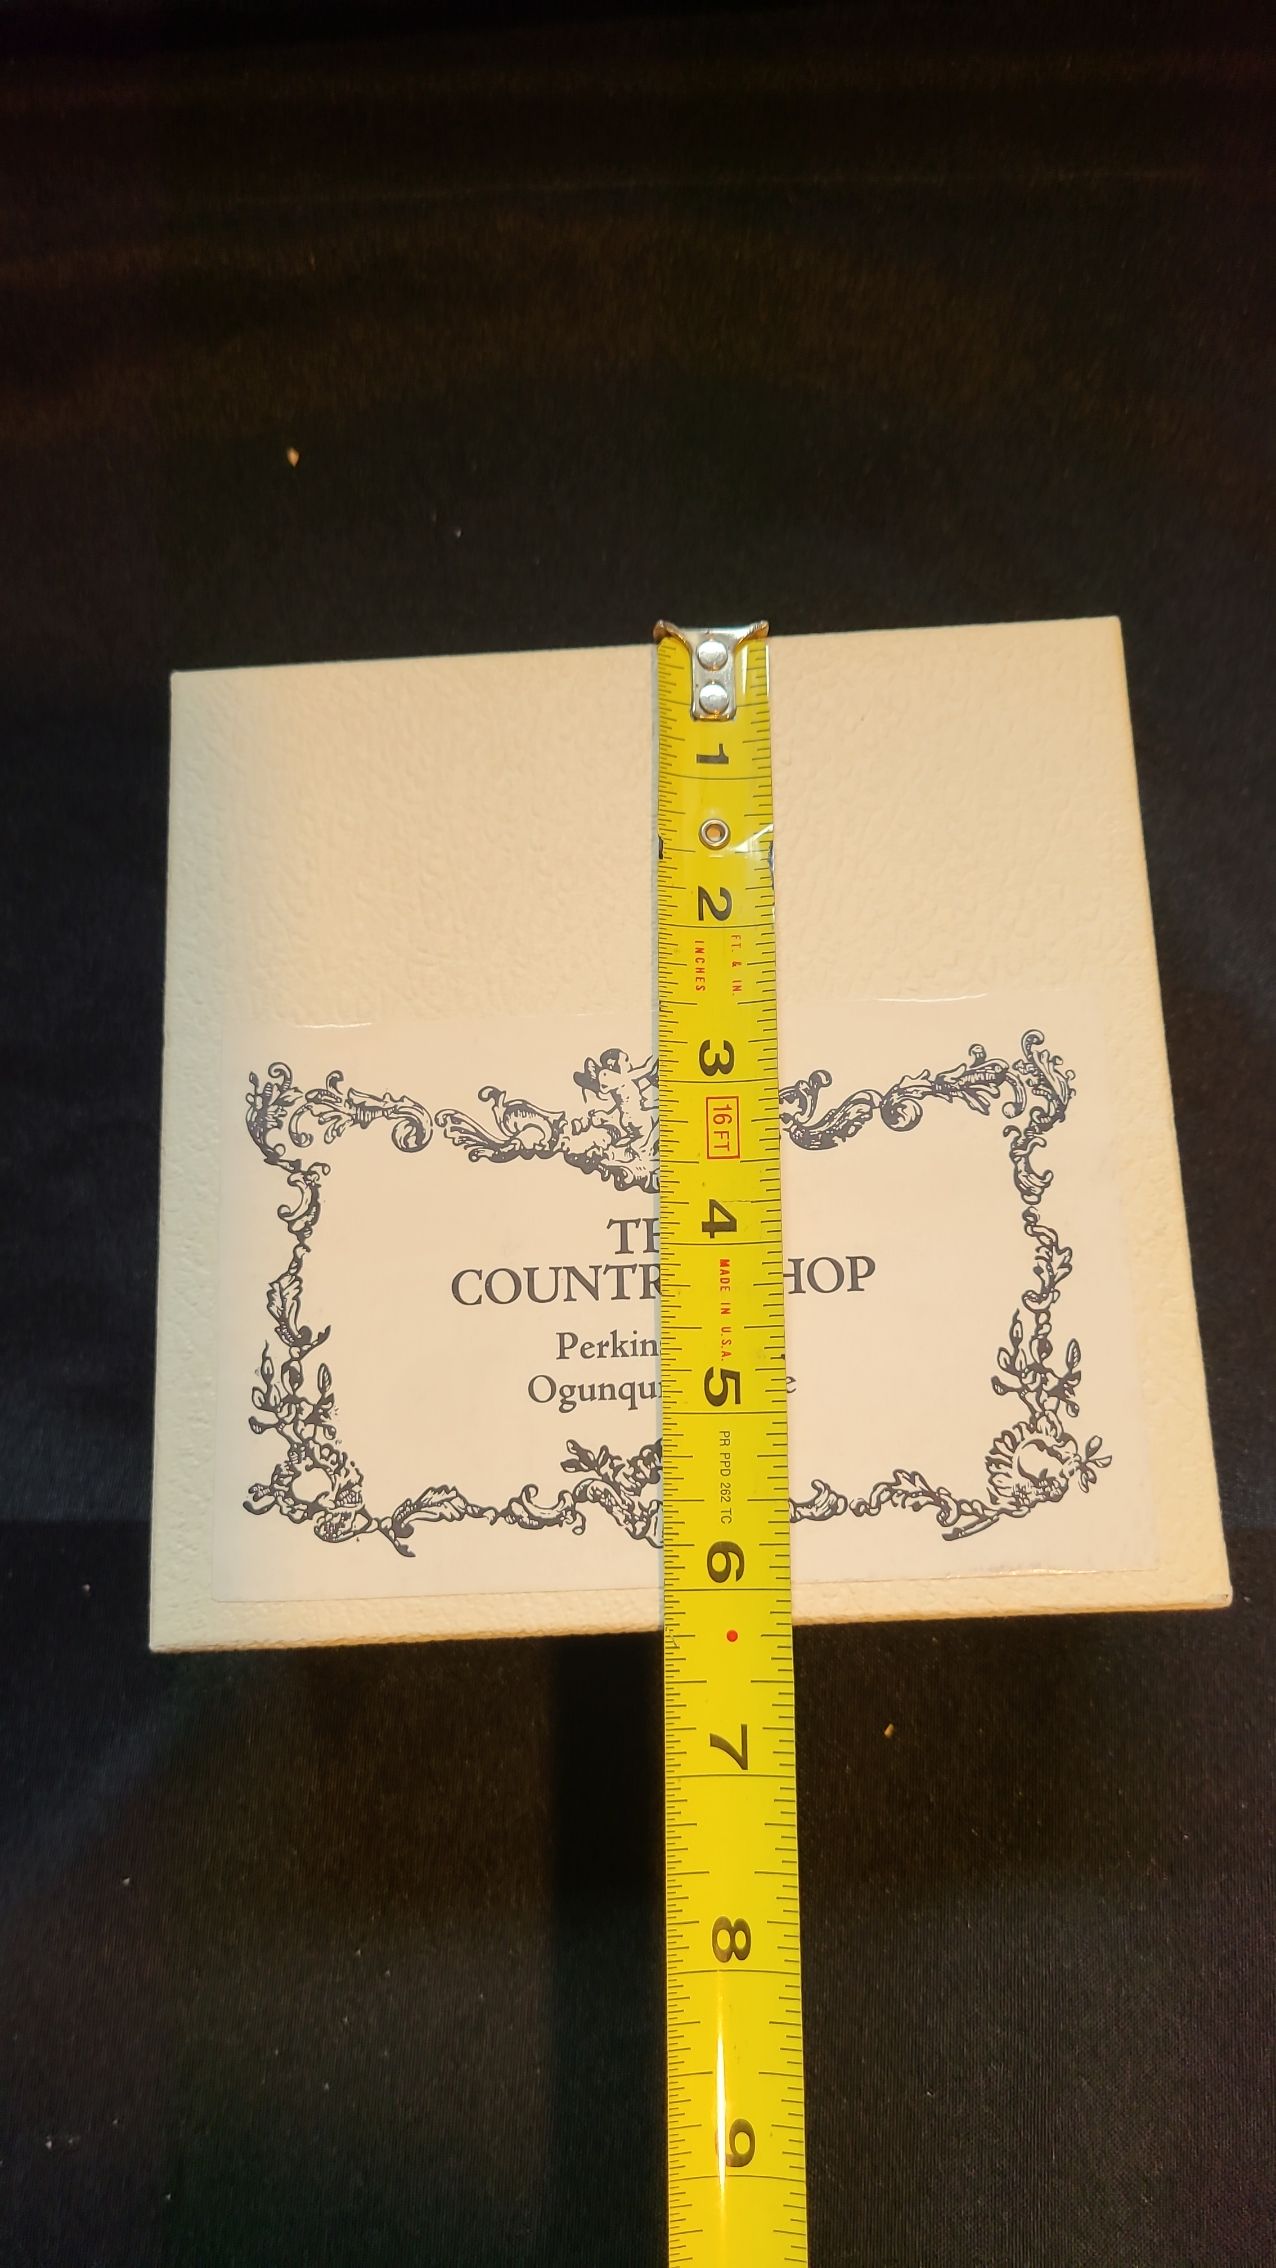 1
2
INCHES
FT. & IN.
3
16FT
4
TH
COUNTR HOP
MADE IN U.S.A.
Perkin
5
Ogunqu e
PR PPD 262 TC
6
7
8
9